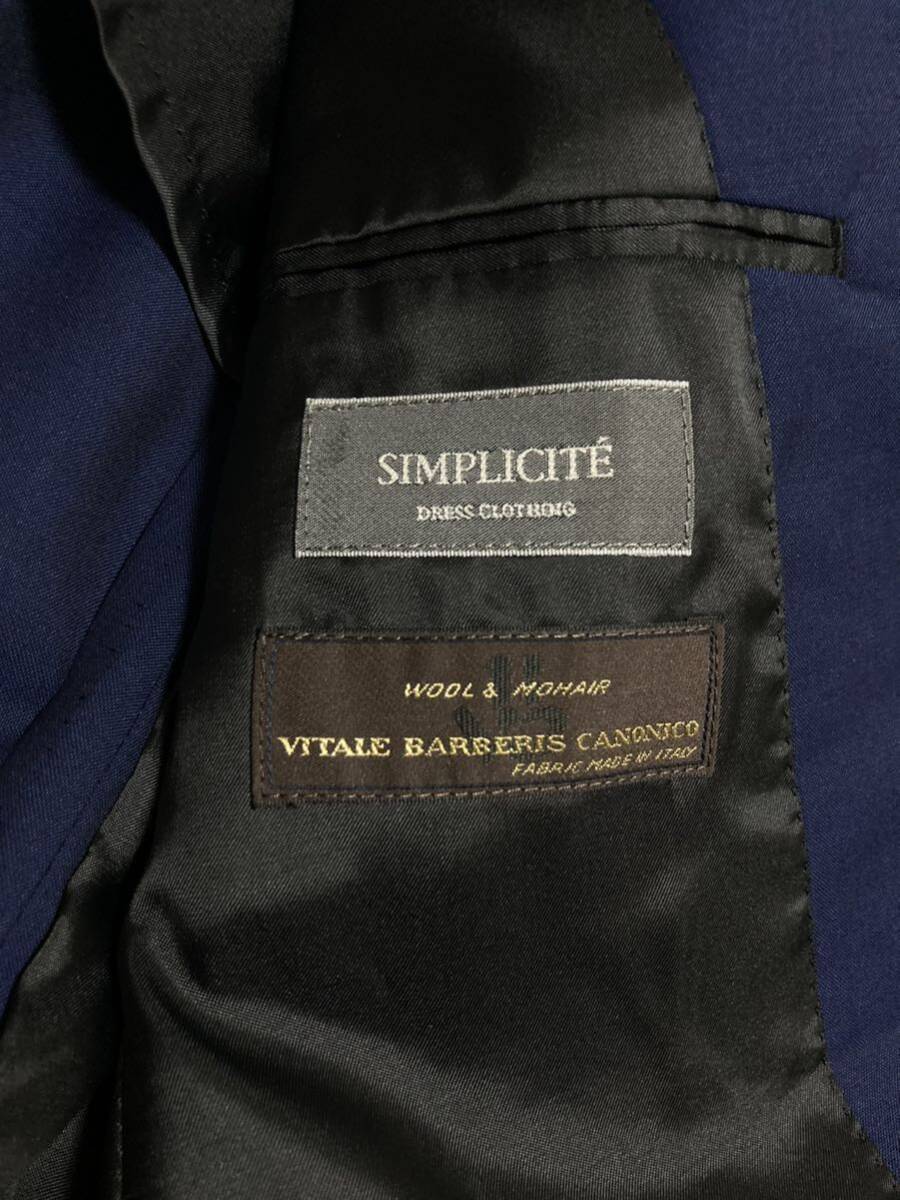 SIMPLICITÉ
DRESS CLOTHING
WOOL & MOHAIR
VITALE BARBERIS CANONICO
FABRIC MADE IN ITALY